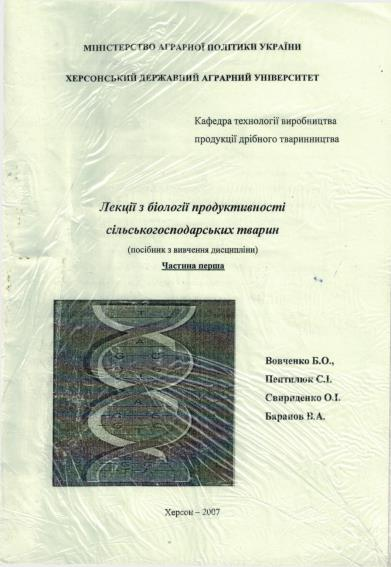 МІНІСТЕРСТВО АГРАРНОЇ ПОЛІТИКИ УКРАЇНИ
ХЕРСОНСЬКИЙ ДЕРЖАВНИЙ АГРАРНИЙ УНІВЕРСИТЕТ
Кафедра технології виробництва
продукції дрібного тваринництва
Лекції з біології продуктивності
сільськогосподарських тварин
(посібник з вивчення дисципліни)
Частина перша
Вовченко Б.О.,
Пентилюк С.І.
Свириденко О.І.
Баранов В.А.
Херсон – 2007